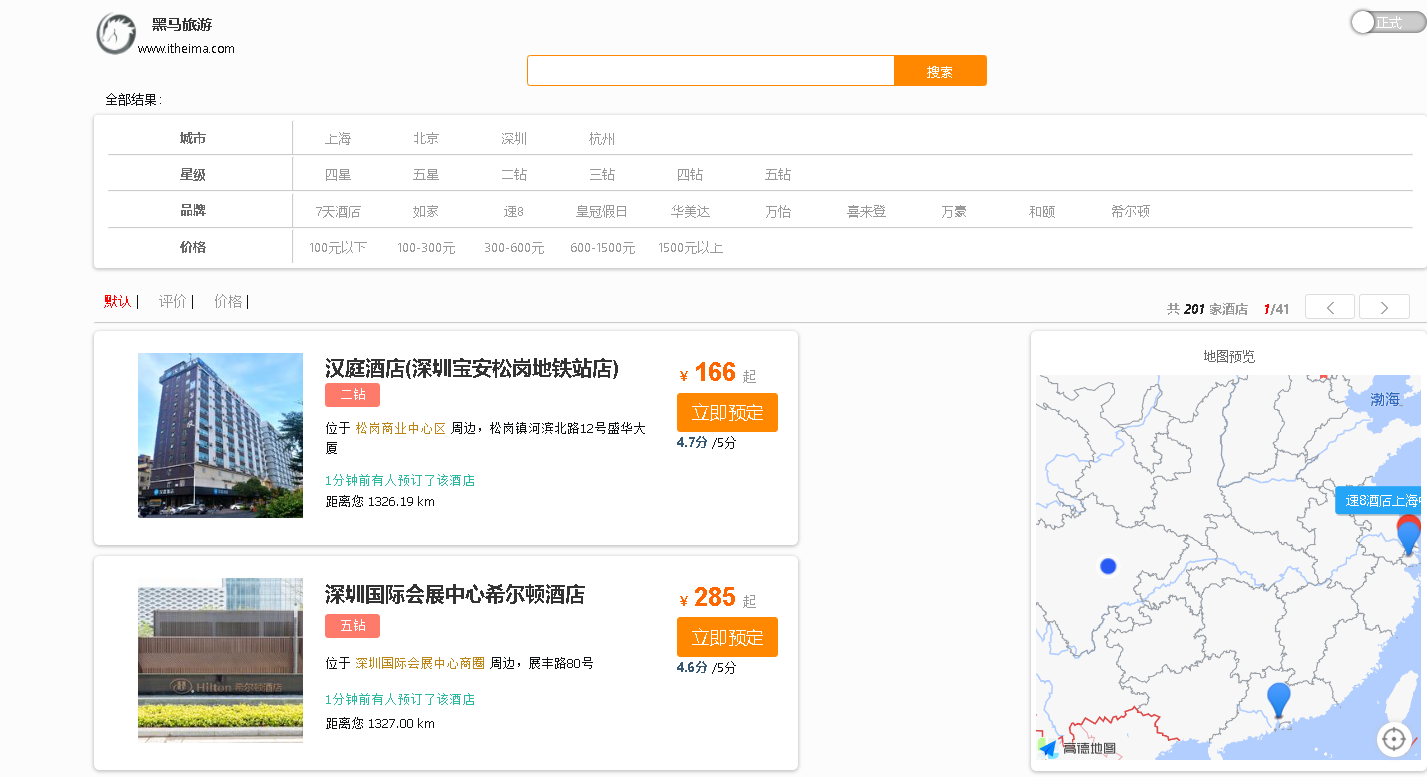 黑马旅游
www.itheima.com
正式
搜索
全部结果:
城市 上海 北京 深圳 杭州
星级 四星 五星 二钻 三钻 四钻 五钻
品牌 7天酒店 如家 速8 皇冠假日 华美达 万怡 喜来登 万豪 和颐 希尔顿
价格 100元以下 100-300元 300-600元 600-1500元 1500元以上
默认 | 评价 | 价格 |
共 201 家酒店 1/41
汉庭酒店(深圳宝安松岗地铁站店)
二钻
位于 松岗商业中心区 周边，松岗镇河滨北路12号盛华大
厦
1分钟前有人预订了该酒店
距离您 1326.19 km
¥ 166 起
立即预定
4.7分 /5分
深圳国际会展中心希尔顿酒店
五钻
位于 深圳国际会展中心商圈 周边，展丰路80号
1分钟前有人预订了该酒店
距离您 1327.00 km
¥ 285 起
立即预定
4.6分 /5分
Hilton 希尔顿酒店
地图预览
渤海
速8酒店上海
高德地图